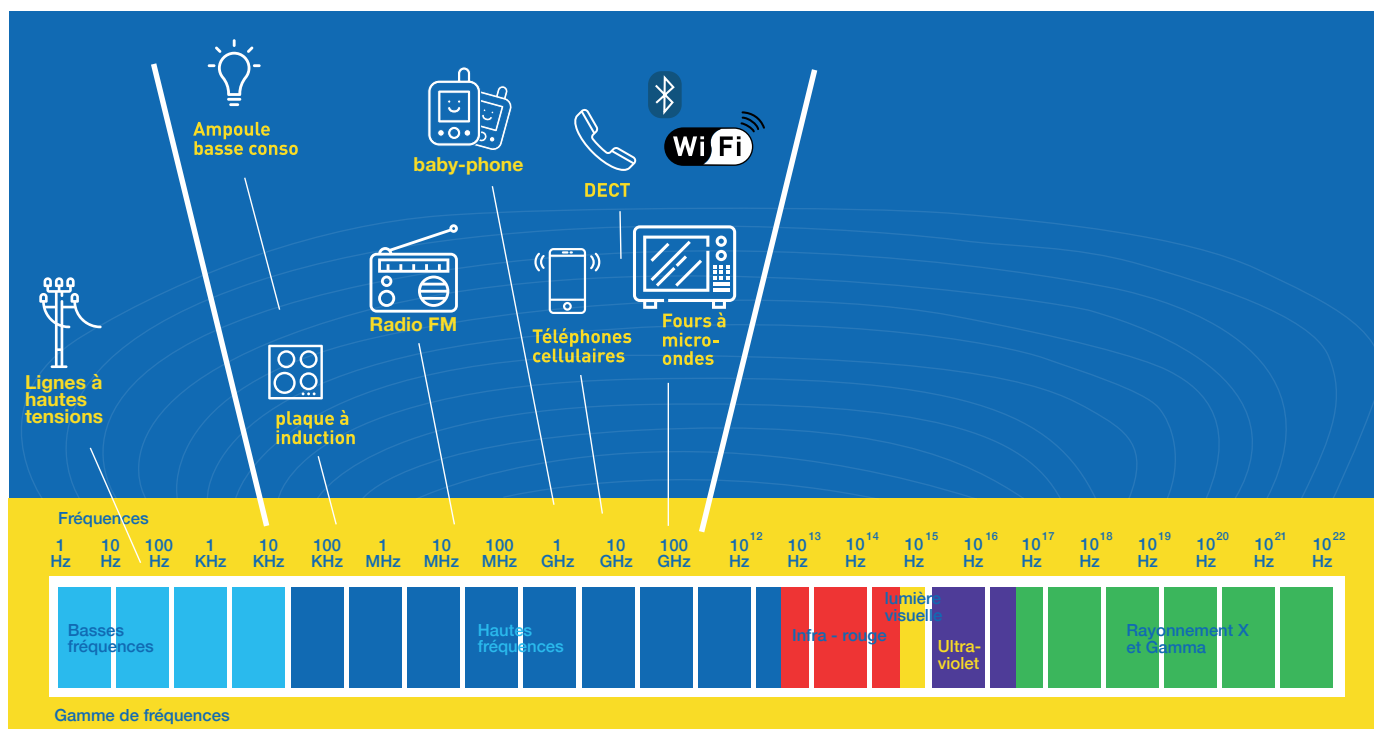 Ampoule
basse conso
baby-phone
DECT
WiFi
Lignes à
hautes
tensions
plaque à
induction
Radio FM
Téléphones
cellulaires
Fours à
micro-
ondes
Fréquences
1 Hz
10 Hz
100 Hz
1 KHz
10 KHz
100 KHz
1 MHz
10 MHz
100 MHz
1 GHz
10 GHz
100 GHz
10¹² Hz
10¹³ Hz
10¹⁴ Hz
10¹⁵ Hz
10¹⁶ Hz
10¹⁷ Hz
10¹⁸ Hz
10¹⁹ Hz
10²⁰ Hz
10²¹ Hz
10²² Hz
Basses
fréquences
Hautes
fréquences
Infra - rouge
lumière
visuelle
Ultra-
violet
Rayonnement X
et Gamma
Gamme de fréquences